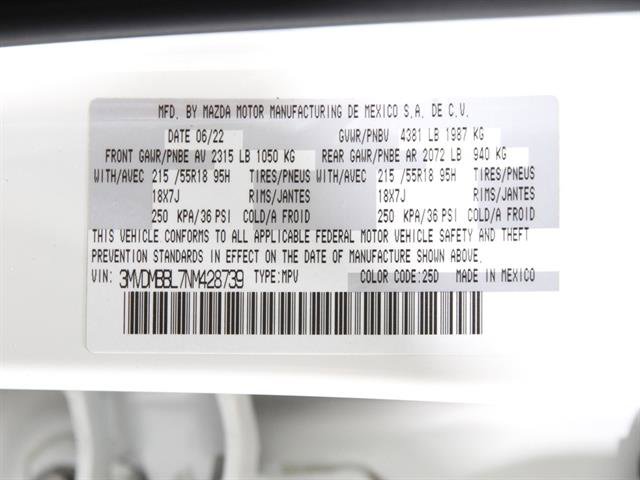 MFD. BY MAZDA MOTOR MANUFACTURING DE MEXICO S.A. DE C.V.
DATE 06/22 GVWR/PNBV 4381 LB 1987 KG
FRONT GAWR/PNBE AV 2315 LB 1050 KG REAR GAWR/PNBE AR 2072 LB 940 KG
WITH/AVEC 215 /55R18 95H TIRES/PNEUS WITH/AVEC 215 /55R18 95H TIRES/PNEUS
18X7J RIMS/JANTES 18X7J RIMS/JANTES
250 KPA/36 PSI COLD/A FROID 250 KPA/36 PSI COLD/A FROID
THIS VEHICLE CONFORMS TO ALL APPLICABLE FEDERAL MOTOR VEHICLE SAFETY AND THEFT
PREVENTION STANDARDS IN EFFECT ON THE DATE OF MANUFACTURE SHOWN ABOVE.
VIN: 3MVDMBBL7NM428739 TYPE: MPV COLOR CODE: 25D MADE IN MEXICO